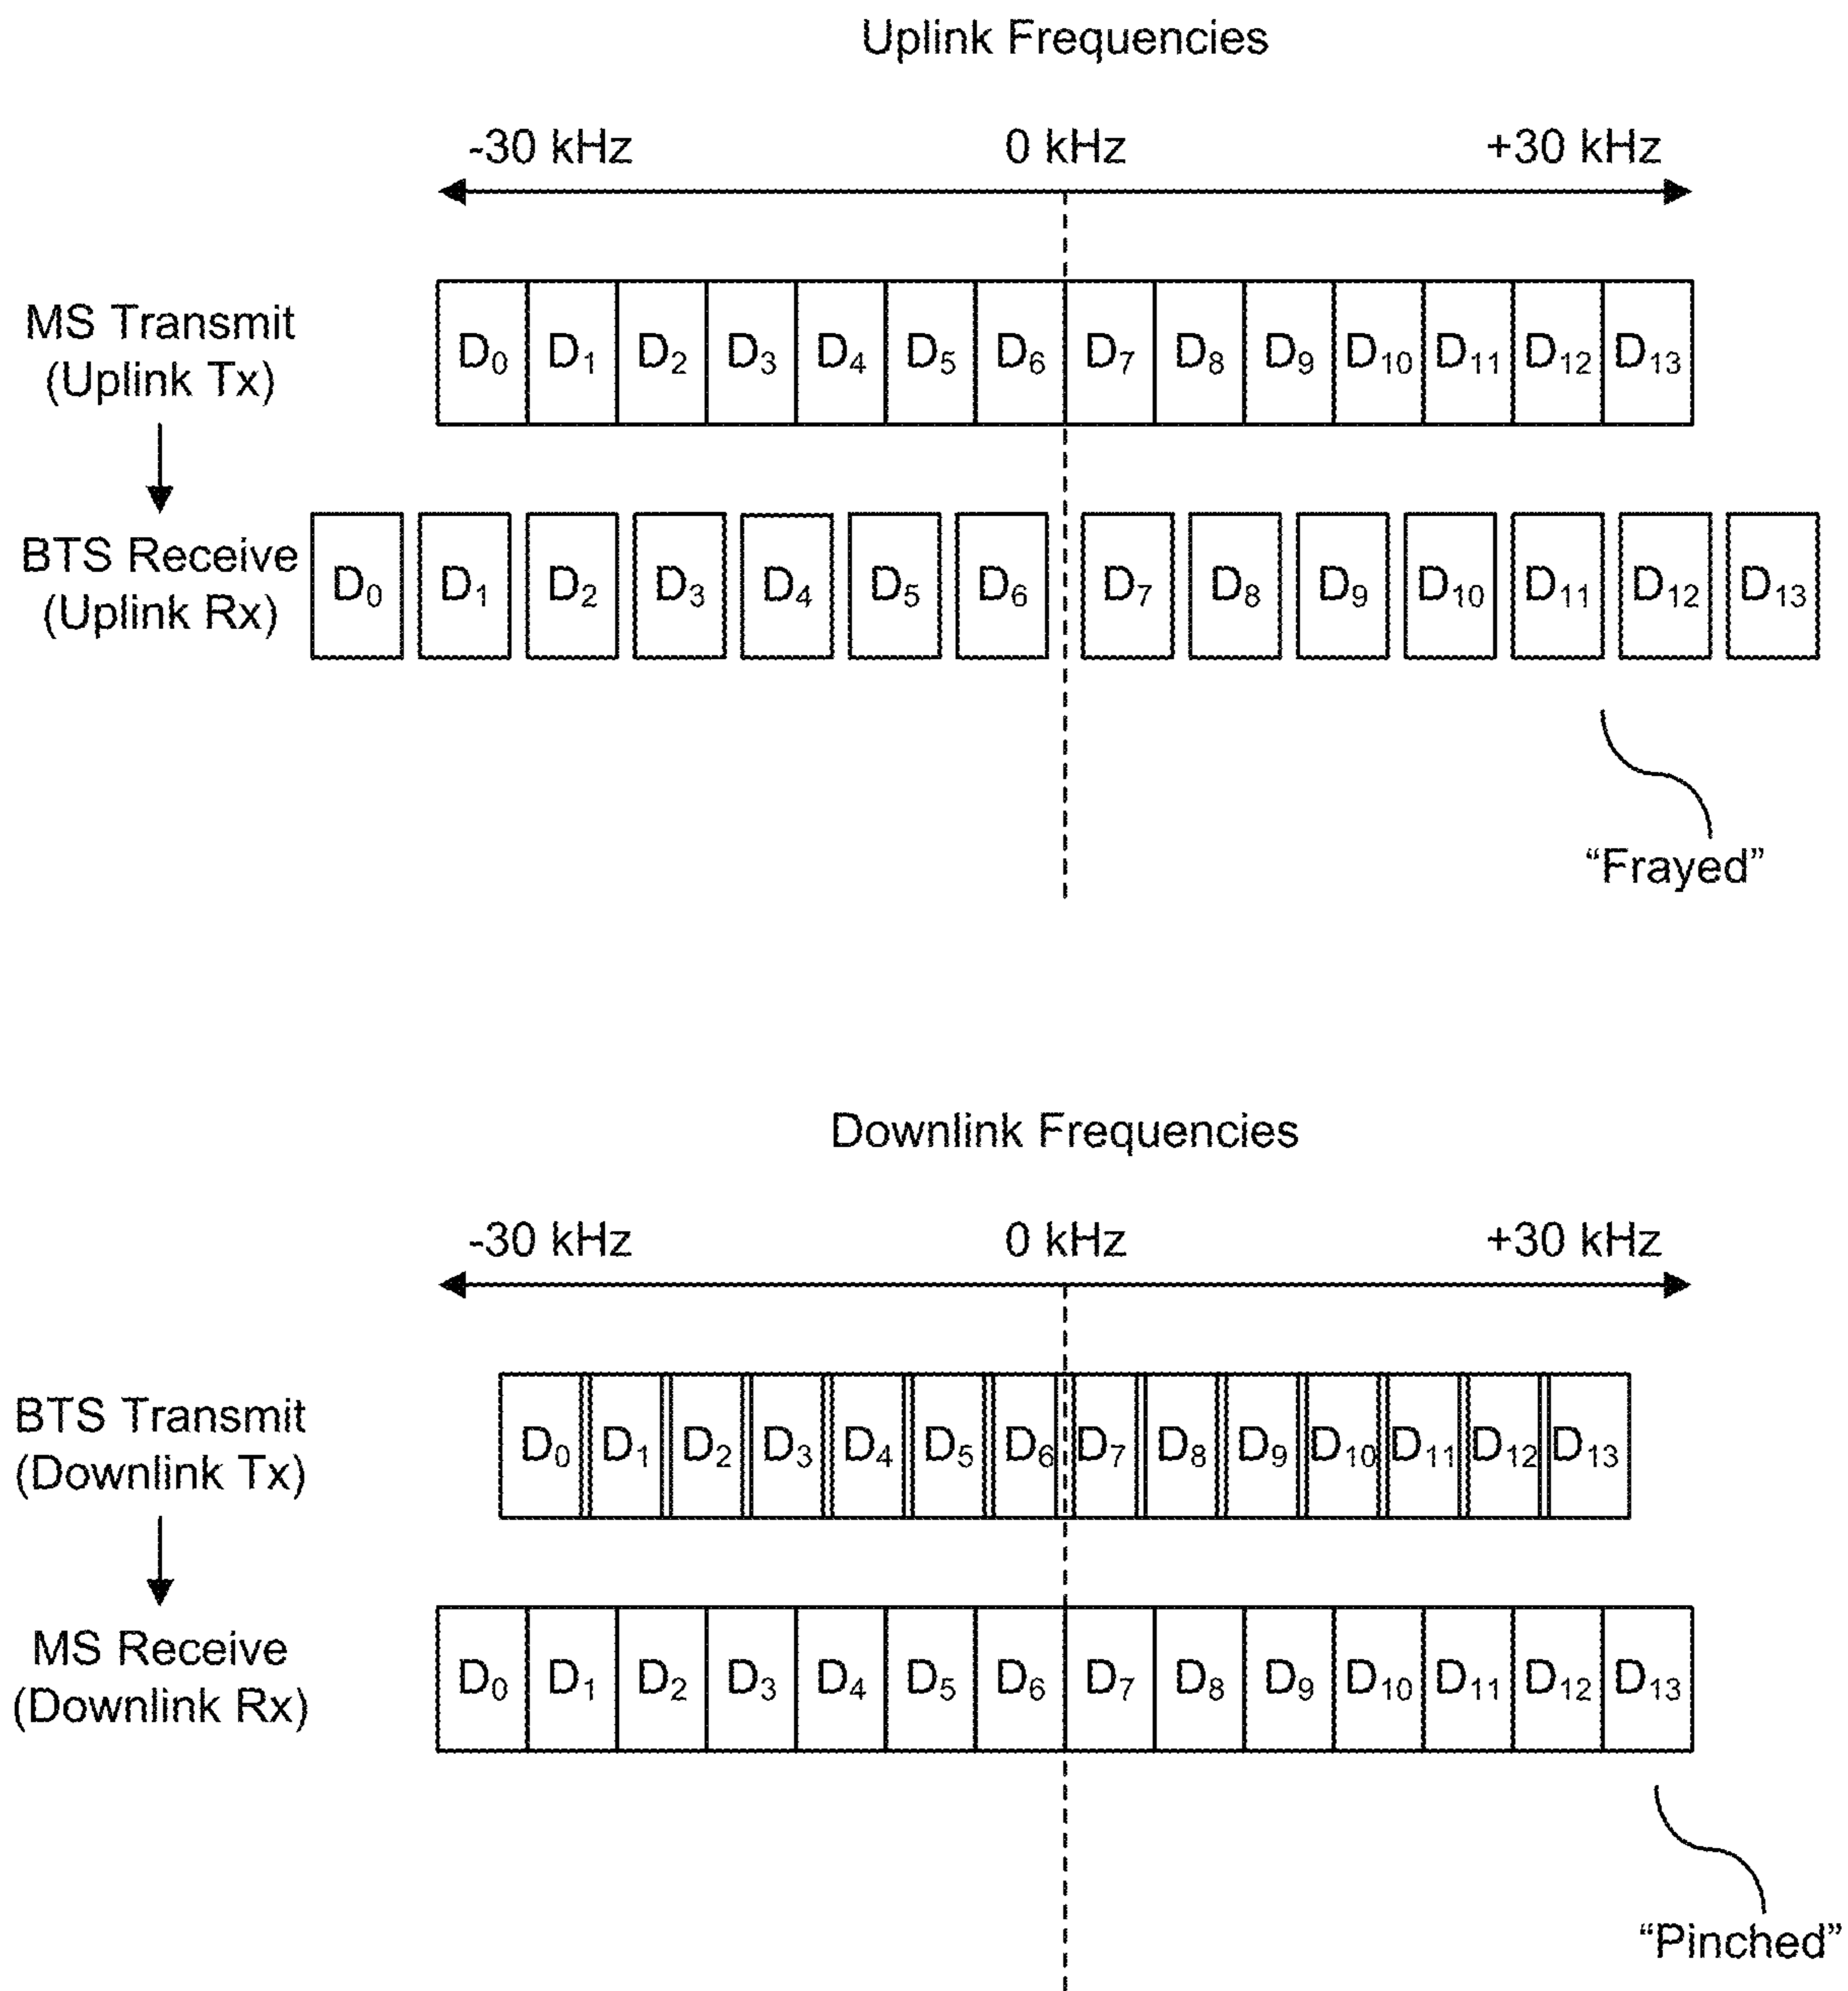 Uplink Frequencies
-30 kHz 0 kHz +30 kHz
MS Transmit
(Uplink Tx)
D0 D1 D2 D3 D4 D5 D6 D7 D8 D9 D10 D11 D12 D13
BTS Receive
(Uplink Rx)
D0 D1 D2 D3 D4 D5 D6 D7 D8 D9 D10 D11 D12 D13
“Frayed”
Downlink Frequencies
-30 kHz 0 kHz +30 kHz
BTS Transmit
(Downlink Tx)
D0 D1 D2 D3 D4 D5 D6 D7 D8 D9 D10 D11 D12 D13
MS Receive
(Downlink Rx)
D0 D1 D2 D3 D4 D5 D6 D7 D8 D9 D10 D11 D12 D13
“Pinched”